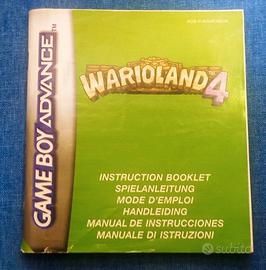 GAME BOY ADVANCE
WARIOLAND 4
INSTRUCTION BOOKLET
SPIELANLEITUNG
MODE D'EMPLOI
HANDLEIDING
MANUAL DE INSTRUCCIONES
MANUALE DI ISTRUZIONI
subito